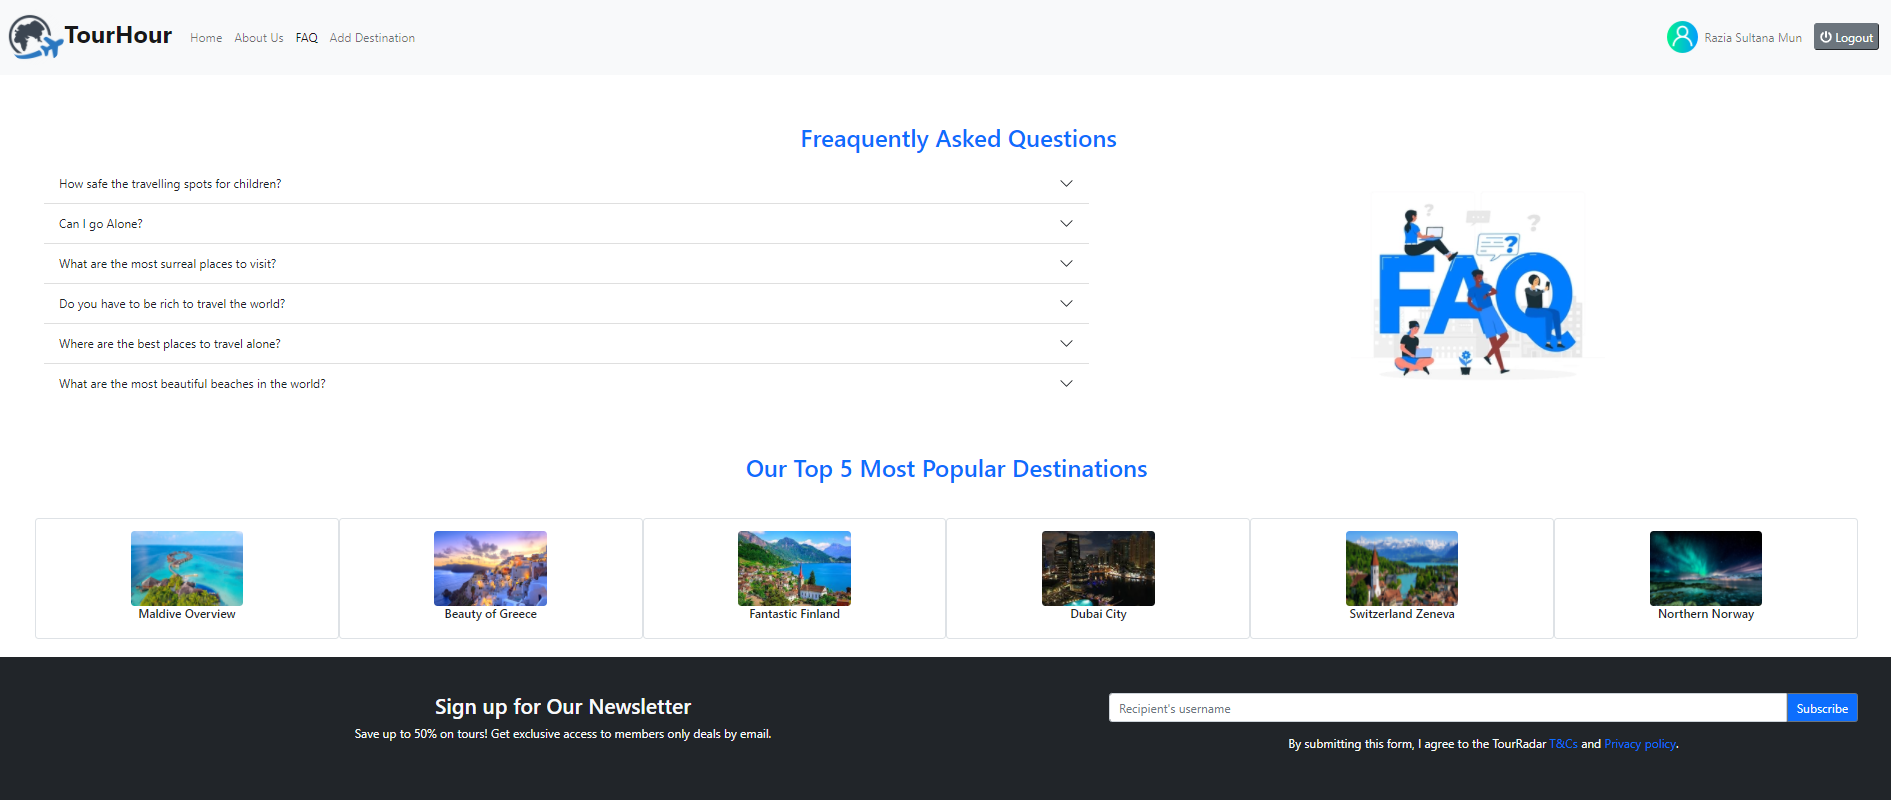 TourHour
Home About Us FAQ Add Destination
Razia Sultana Mun Logout
Freaquently Asked Questions
How safe the travelling spots for children?
Can I go Alone?
What are the most surreal places to visit?
Do you have to be rich to travel the world?
Where are the best places to travel alone?
What are the most beautiful beaches in the world?
? ? ?
FAQ
Our Top 5 Most Popular Destinations
Maldive Overview
Beauty of Greece
Fantastic Finland
Dubai City
Switzerland Zeneva
Northern Norway
Sign up for Our Newsletter
Save up to 50% on tours! Get exclusive access to members only deals by email.
Recipient's username Subscribe
By submitting this form, I agree to the TourRadar T&Cs and Privacy policy.